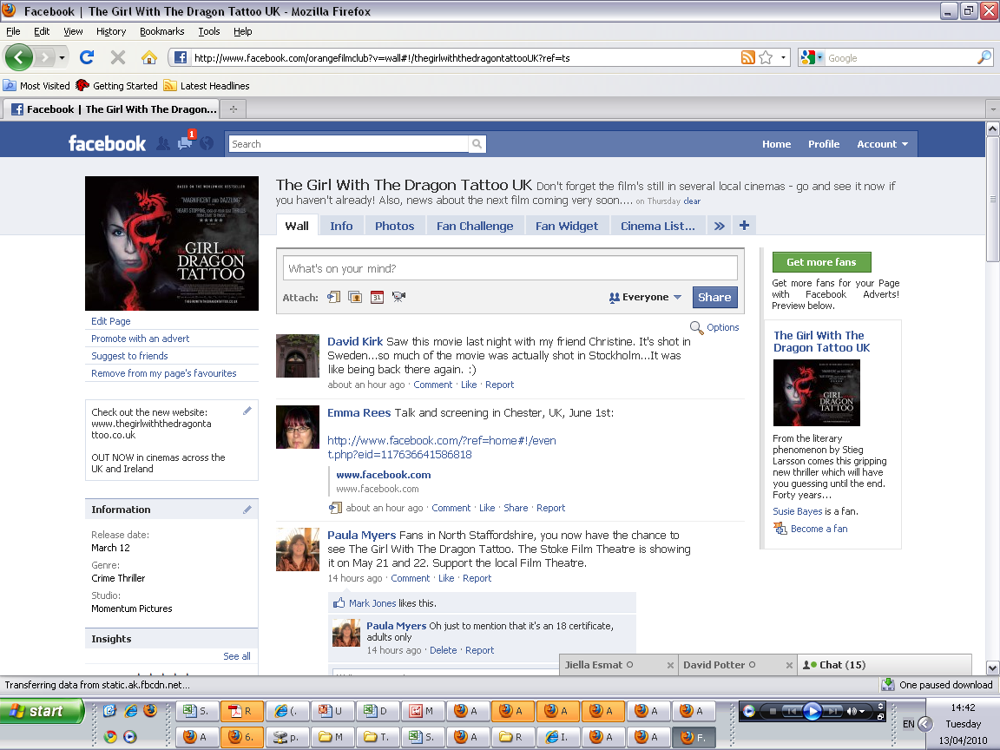 Facebook | The Girl With The Dragon Tattoo UK - Mozilla Firefox
File Edit View History Bookmarks Tools Help
http://www.facebook.com/orangefilmclub?v=wall#!/thegirlwiththedragontattooUK?ref=ts
Google
Most Visited Getting Started Latest Headlines
Facebook | The Girl With The Dragon...
facebook
1
Search
Home Profile Account
BASED ON THE WORLDWIDE BESTSELLER
"MAGNIFICENT AND DAZZLING"
THE GIRL with the DRAGON TATTOO
The Girl With The Dragon Tattoo UK Don't forget the film's still in several local cinemas - go and see it now if
you haven't already! Also, news about the next film coming very soon.... on Thursday clear
Wall Info Photos Fan Challenge Fan Widget Cinema List... » +
What's on your mind?
Attach: 31 Everyone Share
Options
Edit Page
Promote with an advert
Suggest to friends
Remove from my page's favourites
Check out the new website:
www.thegirlwiththedragonta
ttoo.co.uk
OUT NOW in cinemas across the
UK and Ireland
Information
Release date:
March 12
Genre:
Crime Thriller
Studio:
Momentum Pictures
Insights
See all
David Kirk Saw this movie last night with my friend Christine. It's shot in
Sweden...so much of the movie was actually shot in Stockholm...It was
like being back there again. :)
about an hour ago · Comment · Like · Report
Emma Rees Talk and screening in Chester, UK, June 1st:
http://www.facebook.com/?ref=home#!/even
t.php?eid=117636641586818
www.facebook.com
www.facebook.com
about an hour ago · Comment · Like · Share · Report
Paula Myers Fans in North Staffordshire, you now have the chance to
see The Girl With The Dragon Tattoo. The Stoke Film Theatre is showing
it on May 21 and 22. Support the local Film Theatre.
14 hours ago · Comment · Like · Report
Mark Jones likes this.
Paula Myers Oh just to mention that it's an 18 certificate,
adults only
14 hours ago · Delete · Report
Get more fans
Get more fans for your Page
with Facebook Adverts!
Preview below.
The Girl With The
Dragon Tattoo UK
GIRL DRAGON TATTOO
From the literary
phenomenon by Stieg
Larsson comes this gripping
new thriller which will have
you guessing until the end.
Forty years...
Susie Bayes is a fan.
Become a fan
Jiella Esmat David Potter Chat (15)
Transferring data from static.ak.fbcdn.net...
One paused download
start
S. R (. U D M A A A A A A
A 6. p. M T. S. A R I. A A F.
EN
14:42
Tuesday
13/04/2010